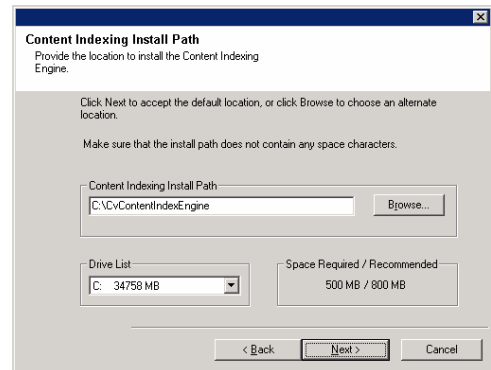 Content Indexing Install Path
Provide the location to install the Content Indexing
Engine.
Click Next to accept the default location, or click Browse to choose an alternate
location.
Make sure that the install path does not contain any space characters.
Content Indexing Install Path
C:\CvContentIndexEngine
Browse...
Drive List
Space Required / Recommended
C: 34758 MB
500 MB / 800 MB
< Back
Next >
Cancel